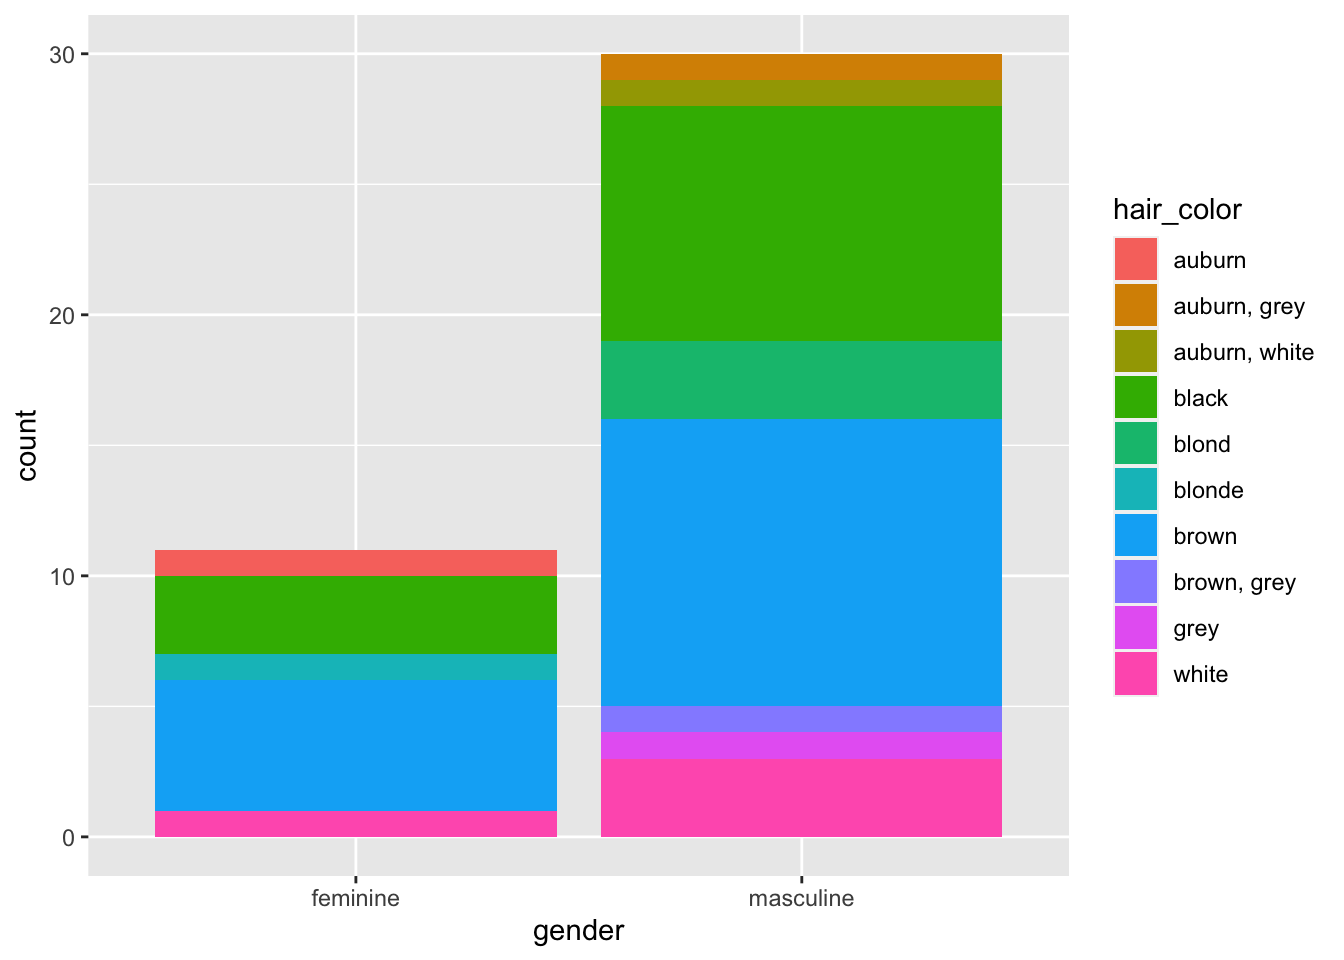 30
20
10
0
count
feminine
masculine
gender
hair_color
auburn
auburn, grey
auburn, white
black
blond
blonde
brown
brown, grey
grey
white